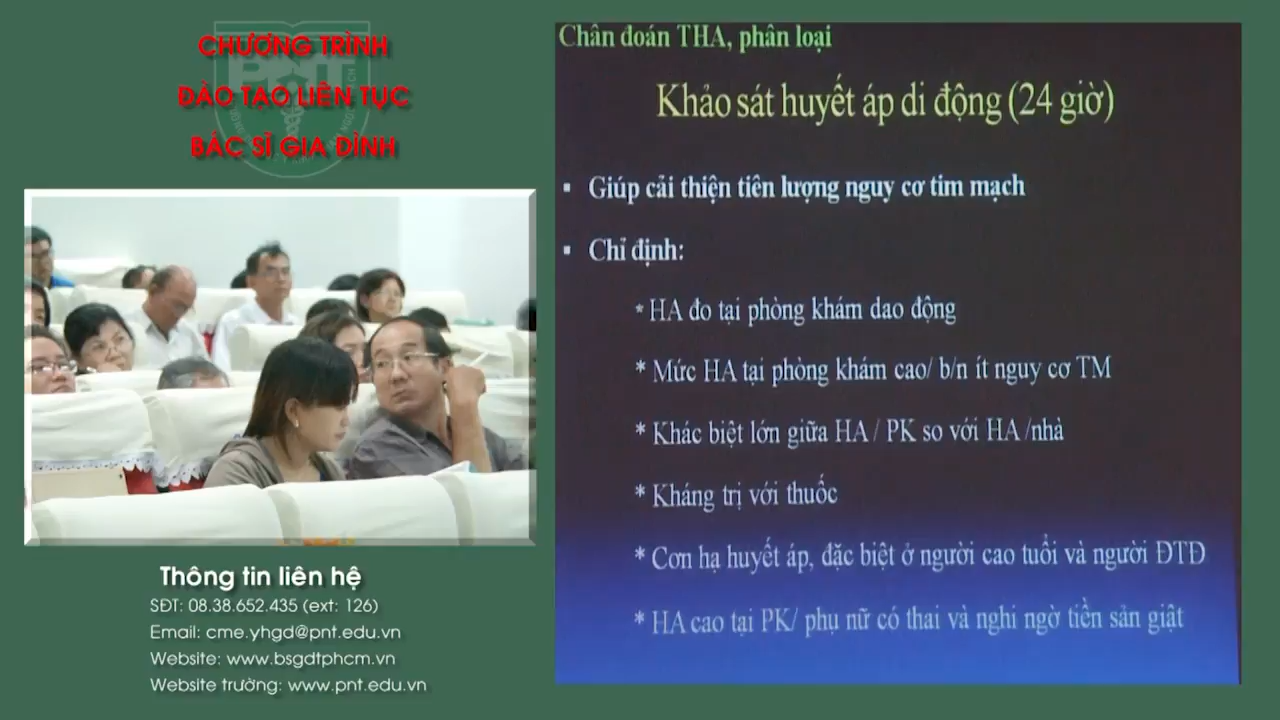 CHƯƠNG TRÌNH
ĐÀO TẠO LIÊN TỤC
BÁC SĨ GIA ĐÌNH
PNT
Thông tin liên hệ
SĐT: 08.38.652.435 (ext: 126)
Email: cme.yhgd@pnt.edu.vn
Website: www.bsgdtphcm.vn
Website trường: www.pnt.edu.vn
Chẩn đoán THA, phân loại
Khảo sát huyết áp di động (24 giờ)
▪ Giúp cải thiện tiên lượng nguy cơ tim mạch
▪ Chỉ định:
* HA đo tại phòng khám dao động
* Mức HA tại phòng khám cao/ b/n ít nguy cơ TM
* Khác biệt lớn giữa HA / PK so với HA /nhà
* Kháng trị với thuốc
* Cơn hạ huyết áp, đặc biệt ở người cao tuổi và người ĐTĐ
* HA cao tại PK/ phụ nữ có thai và nghi ngờ tiền sản giật